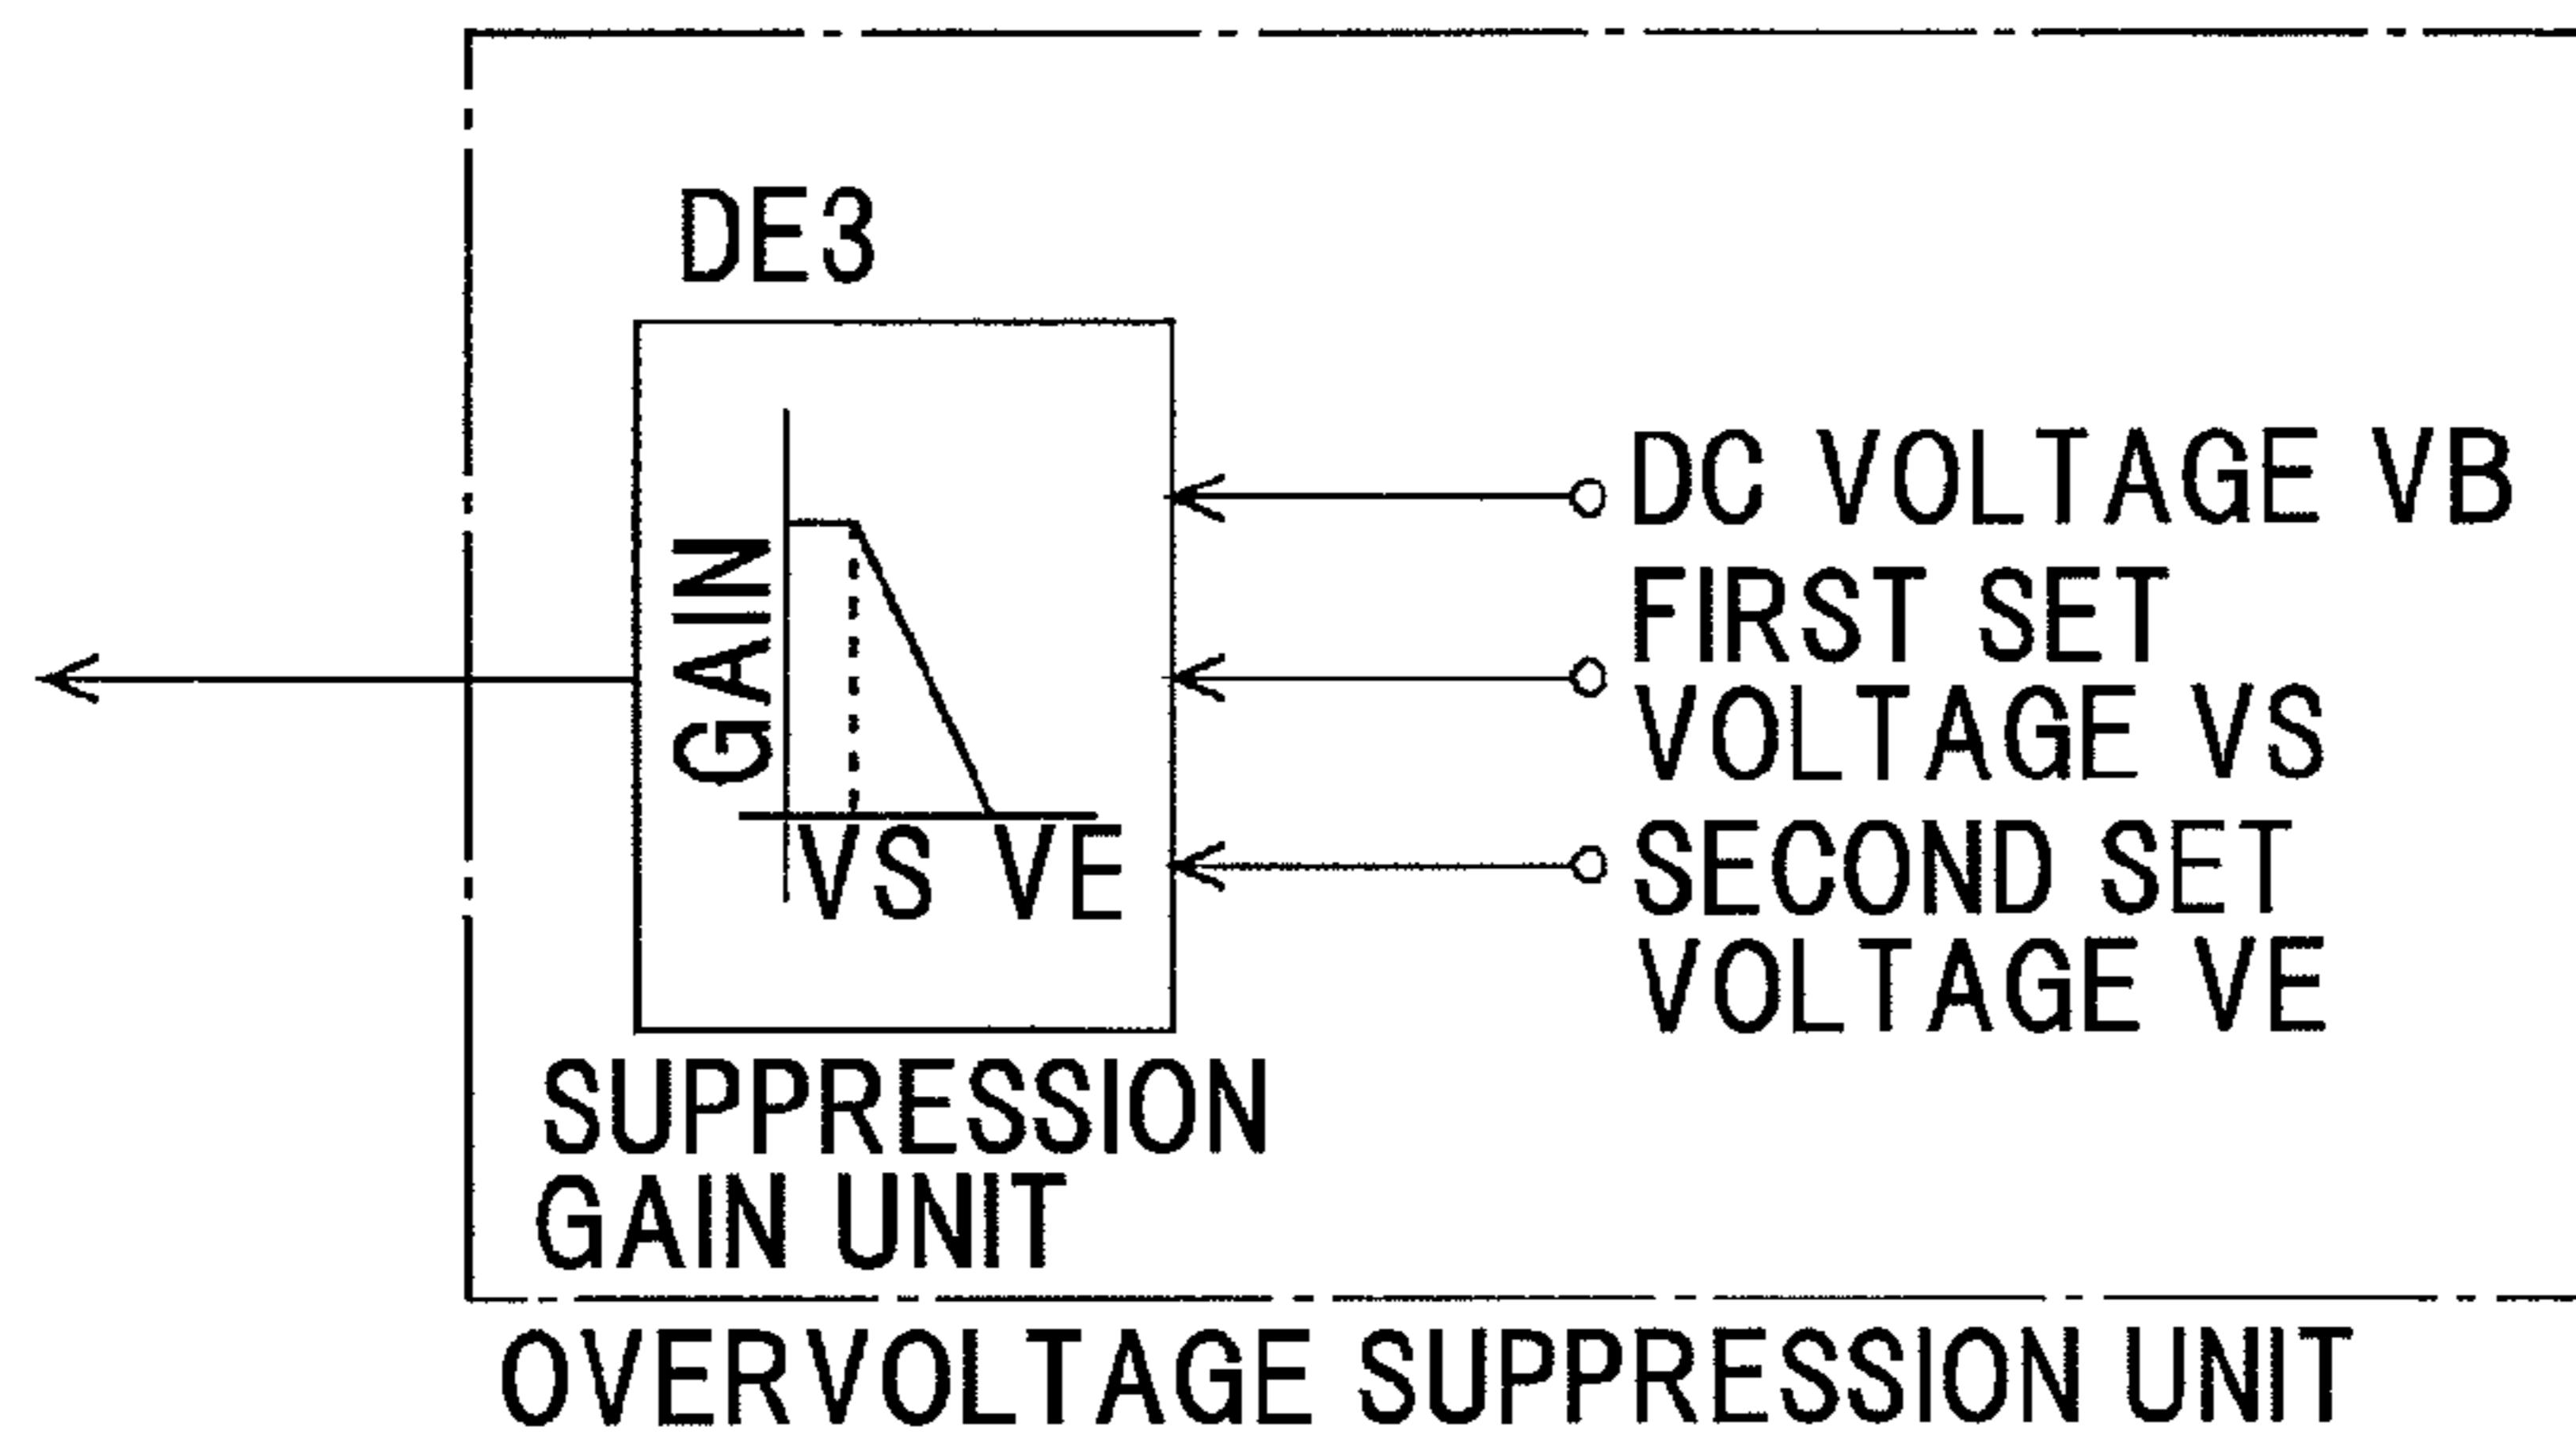 DE3
GAIN
VS VE
DC VOLTAGE VB
FIRST SET
VOLTAGE VS
SECOND SET
VOLTAGE VE
SUPPRESSION
GAIN UNIT
OVERVOLTAGE SUPPRESSION UNIT